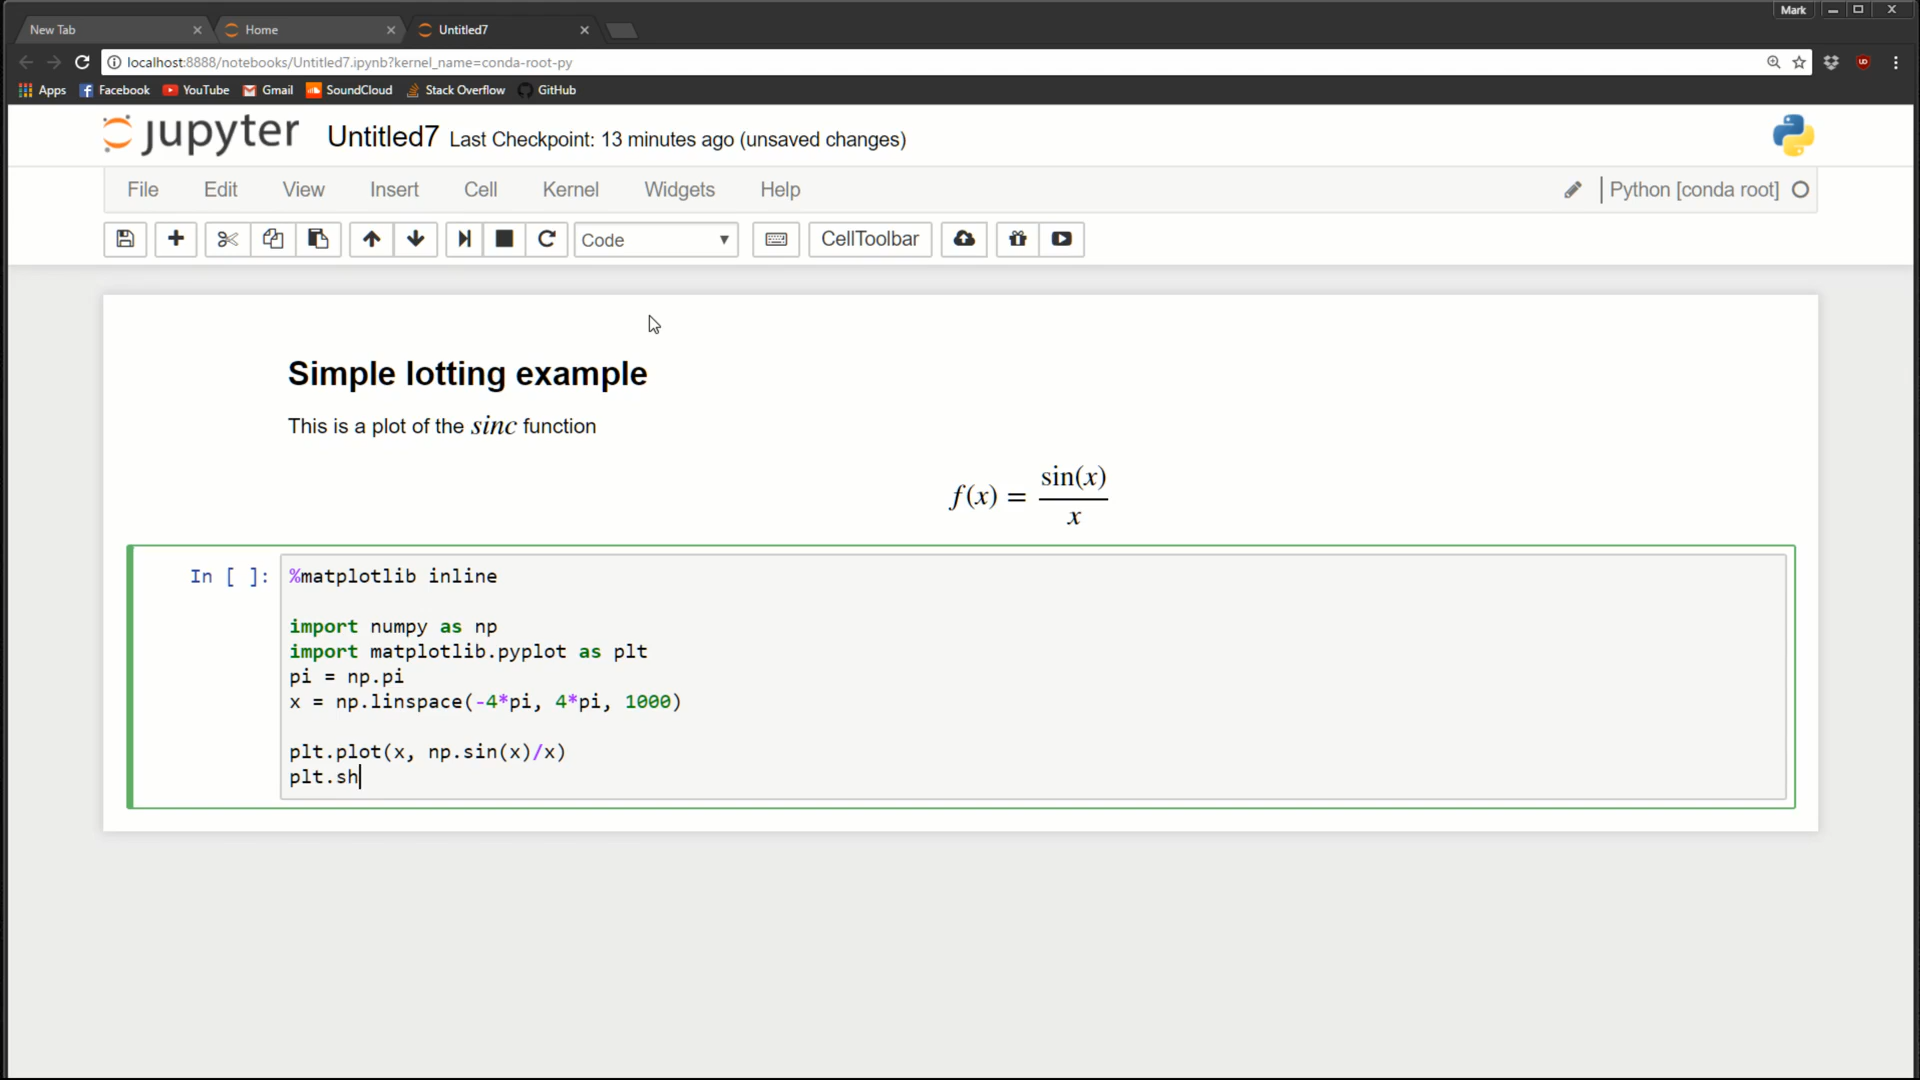 Mark
New Tab
Home
Untitled7
localhost:8888/notebooks/Untitled7.ipynb?kernel_name=conda-root-py
Apps Facebook YouTube Gmail SoundCloud Stack Overflow GitHub
jupyter Untitled7 Last Checkpoint: 13 minutes ago (unsaved changes)
File Edit View Insert Cell Kernel Widgets Help Python [conda root]
Code CellToolbar
Simple lotting example
This is a plot of the sinc function
f(x) = sin(x)/x
In [ ]: %matplotlib inline
import numpy as np
import matplotlib.pyplot as plt
pi = np.pi
x = np.linspace(-4*pi, 4*pi, 1000)
plt.plot(x, np.sin(x)/x)
plt.sh